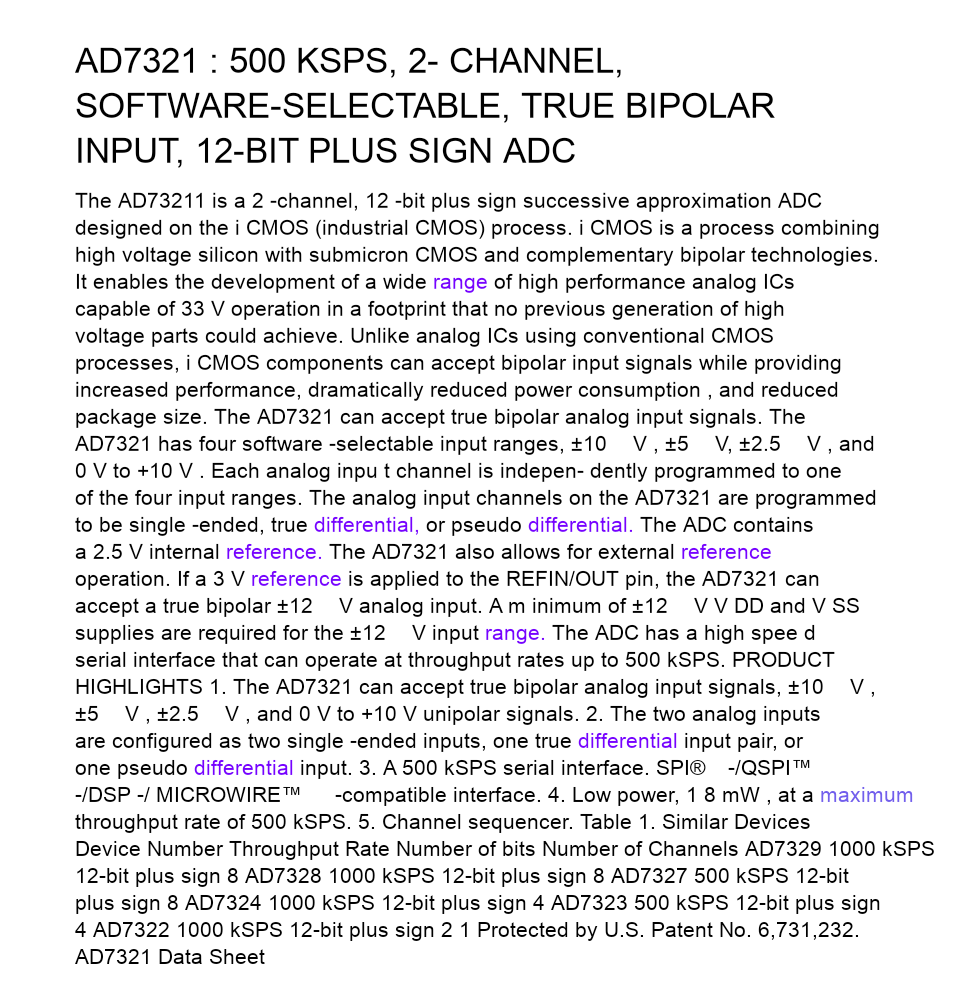 AD7321 : 500 KSPS, 2- CHANNEL,
SOFTWARE-SELECTABLE, TRUE BIPOLAR
INPUT, 12-BIT PLUS SIGN ADC
The AD73211 is a 2 -channel, 12 -bit plus sign successive approximation ADC
designed on the i CMOS (industrial CMOS) process. i CMOS is a process combining
high voltage silicon with submicron CMOS and complementary bipolar technologies.
It enables the development of a wide range of high performance analog ICs
capable of 33 V operation in a footprint that no previous generation of high
voltage parts could achieve. Unlike analog ICs using conventional CMOS
processes, i CMOS components can accept bipolar input signals while providing
increased performance, dramatically reduced power consumption , and reduced
package size. The AD7321 can accept true bipolar analog input signals. The
AD7321 has four software -selectable input ranges, ±10 V , ±5 V, ±2.5 V , and
0 V to +10 V . Each analog inpu t channel is indepen- dently programmed to one
of the four input ranges. The analog input channels on the AD7321 are programmed
to be single -ended, true differential, or pseudo differential. The ADC contains
a 2.5 V internal reference. The AD7321 also allows for external reference
operation. If a 3 V reference is applied to the REFIN/OUT pin, the AD7321 can
accept a true bipolar ±12 V analog input. A m inimum of ±12 V V DD and V SS
supplies are required for the ±12 V input range. The ADC has a high spee d
serial interface that can operate at throughput rates up to 500 kSPS. PRODUCT
HIGHLIGHTS 1. The AD7321 can accept true bipolar analog input signals, ±10 V ,
±5 V , ±2.5 V , and 0 V to +10 V unipolar signals. 2. The two analog inputs
are configured as two single -ended inputs, one true differential input pair, or
one pseudo differential input. 3. A 500 kSPS serial interface. SPI® -/QSPI™
-/DSP -/ MICROWIRE™ -compatible interface. 4. Low power, 1 8 mW , at a maximum
throughput rate of 500 kSPS. 5. Channel sequencer. Table 1. Similar Devices
Device Number Throughput Rate Number of bits Number of Channels AD7329 1000 kSPS
12-bit plus sign 8 AD7328 1000 kSPS 12-bit plus sign 8 AD7327 500 kSPS 12-bit
plus sign 8 AD7324 1000 kSPS 12-bit plus sign 4 AD7323 500 kSPS 12-bit plus sign
4 AD7322 1000 kSPS 12-bit plus sign 2 1 Protected by U.S. Patent No. 6,731,232.
AD7321 Data Sheet